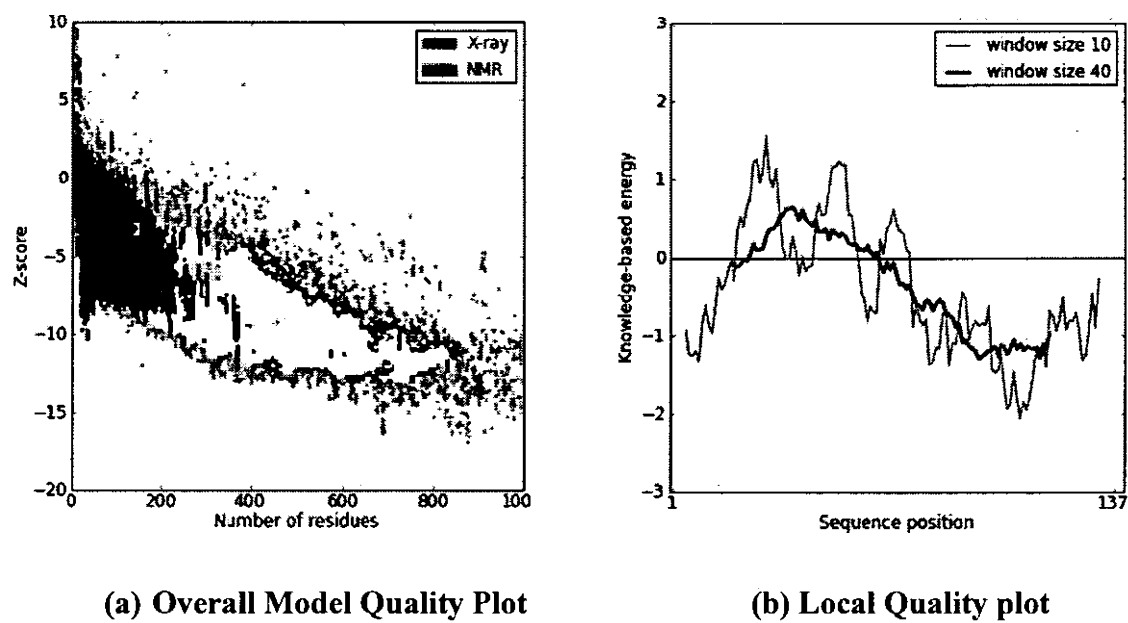 10
5
0
−5
−10
−15
−20
0
200
400
600
800
100
Z-score
Number of residues
X-ray
NMR
3
2
1
0
−1
−2
−3
1
137
Knowledge-based energy
Sequence position
window size 10
window size 40
(a) Overall Model Quality Plot
(b) Local Quality plot